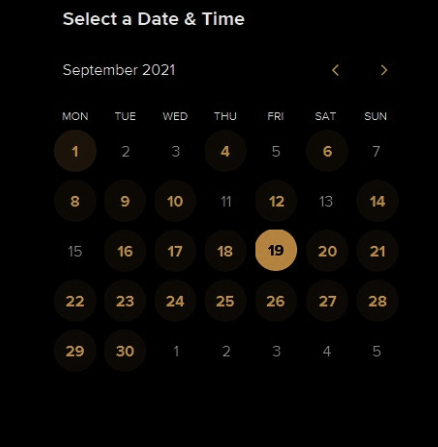 Select a Date & Time
September 2021
MON TUE WED THU FRI SAT SUN
1 2 3 4 5 6 7
8 9 10 11 12 13 14
15 16 17 18 19 20 21
22 23 24 25 26 27 28
29 30 1 2 3 4 5